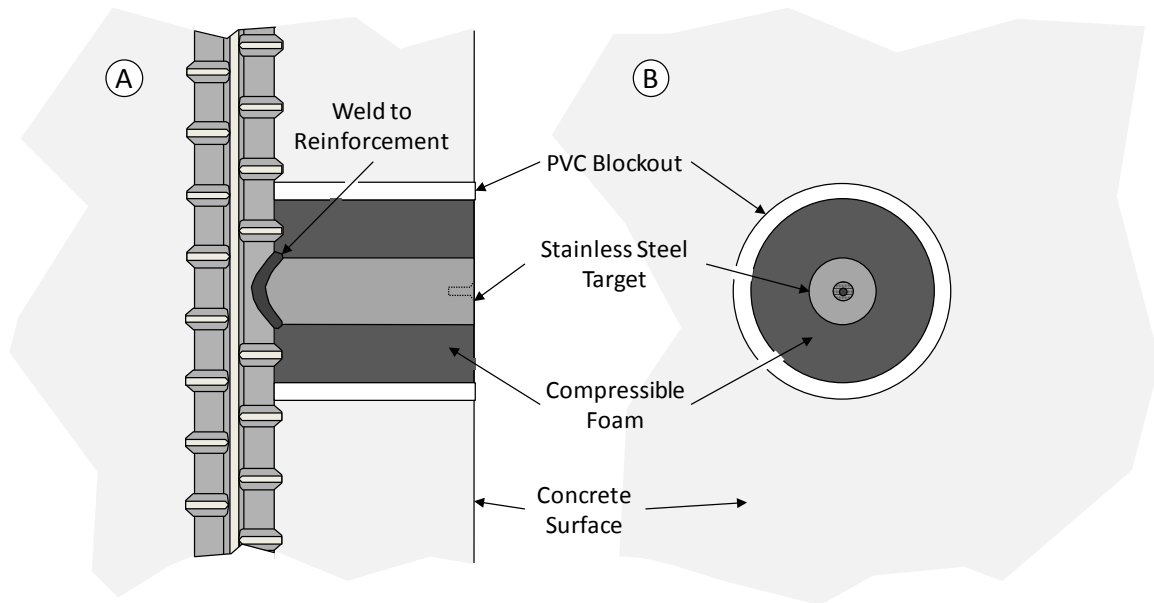 A
B
Weld to
Reinforcement
PVC Blockout
Stainless Steel
Target
Compressible
Foam
Concrete
Surface